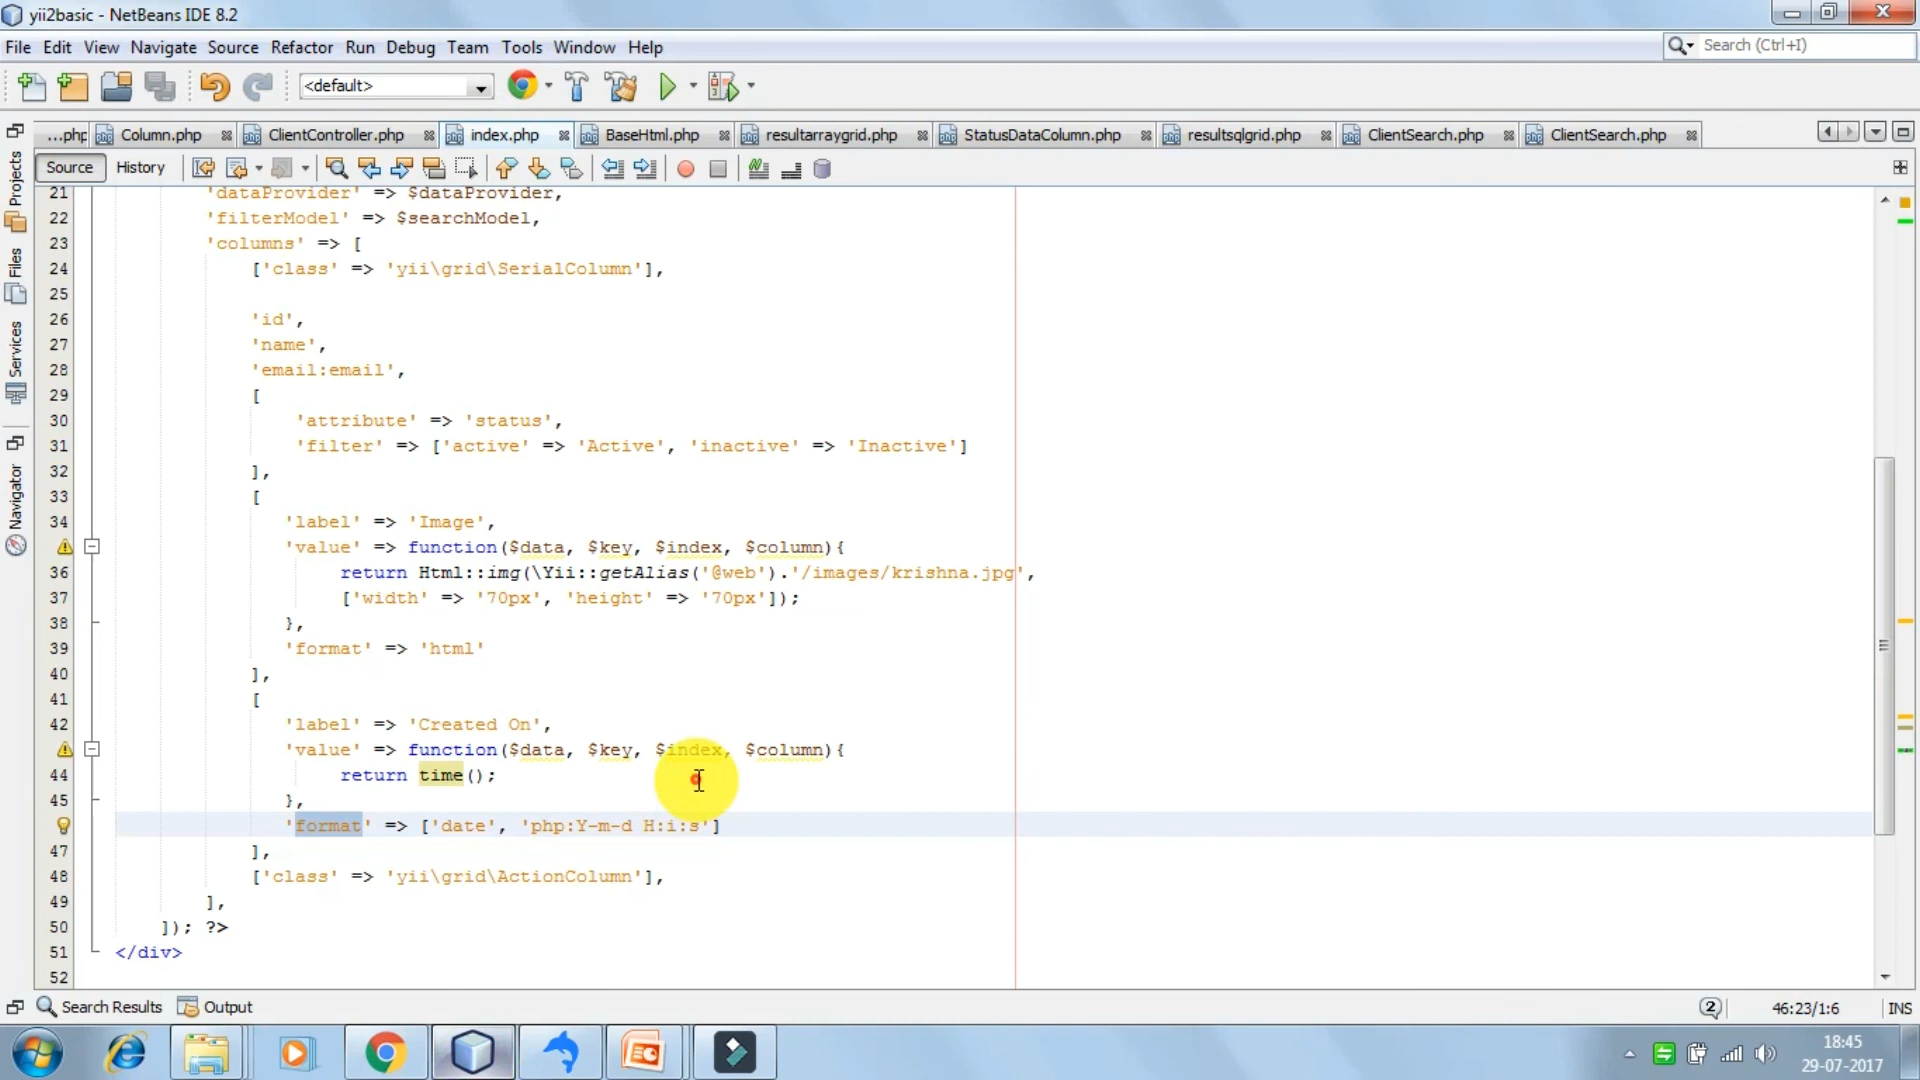 yii2basic - NetBeans IDE 8.2
File Edit View Navigate Source Refactor Run Debug Team Tools Window Help
Search (Ctrl+I)
<default>
...php Column.php ClientController.php index.php BaseHtml.php resultarraygrid.php StatusDataColumn.php resultsqlgrid.php ClientSearch.php ClientSearch.php
Source History
Projects
Files
Services
Navigator
21 'dataProvider' => $dataProvider,
22 'filterModel' => $searchModel,
23 'columns' => [
24 ['class' => 'yii\grid\SerialColumn'],
25
26 'id',
27 'name',
28 'email:email',
29 [
30 'attribute' => 'status',
31 'filter' => ['active' => 'Active', 'inactive' => 'Inactive']
32 ],
33 [
34 'label' => 'Image',
'value' => function($data, $key, $index, $column){
36 return Html::img(\Yii::getAlias('@web').'/images/krishna.jpg',
37 ['width' => '70px', 'height' => '70px']);
38 },
39 'format' => 'html'
40 ],
41 [
42 'label' => 'Created On',
'value' => function($data, $key, $index, $column){
44 return time();
45 },
'format' => ['date', 'php:Y-m-d H:i:s']
47 ],
48 ['class' => 'yii\grid\ActionColumn'],
49 ],
50 ]); ?>
51 </div>
52
Search Results Output
2
46:23/1:6
INS
18:45
29-07-2017